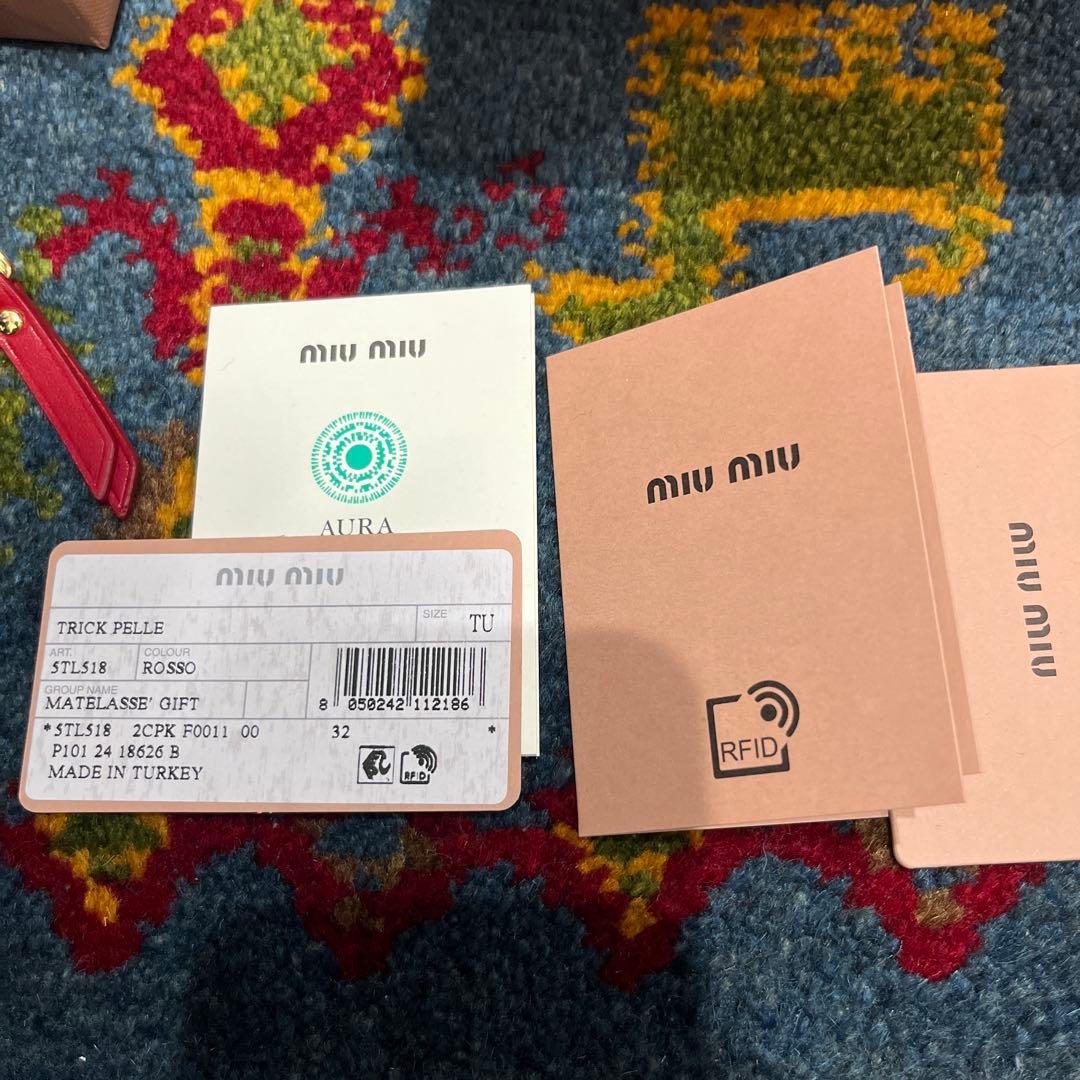 miu miu
AURA
miu miu
TRICK PELLE
SIZE TU
ART. COLOUR
5TL518 ROSSO
GROUP NAME
MATELASSE' GIFT
8 050242 112186
*5TL518 2CPK F0011 00 32 *
P101 24 18626 B
MADE IN TURKEY
RFID
miu miu
RFID
miu miu